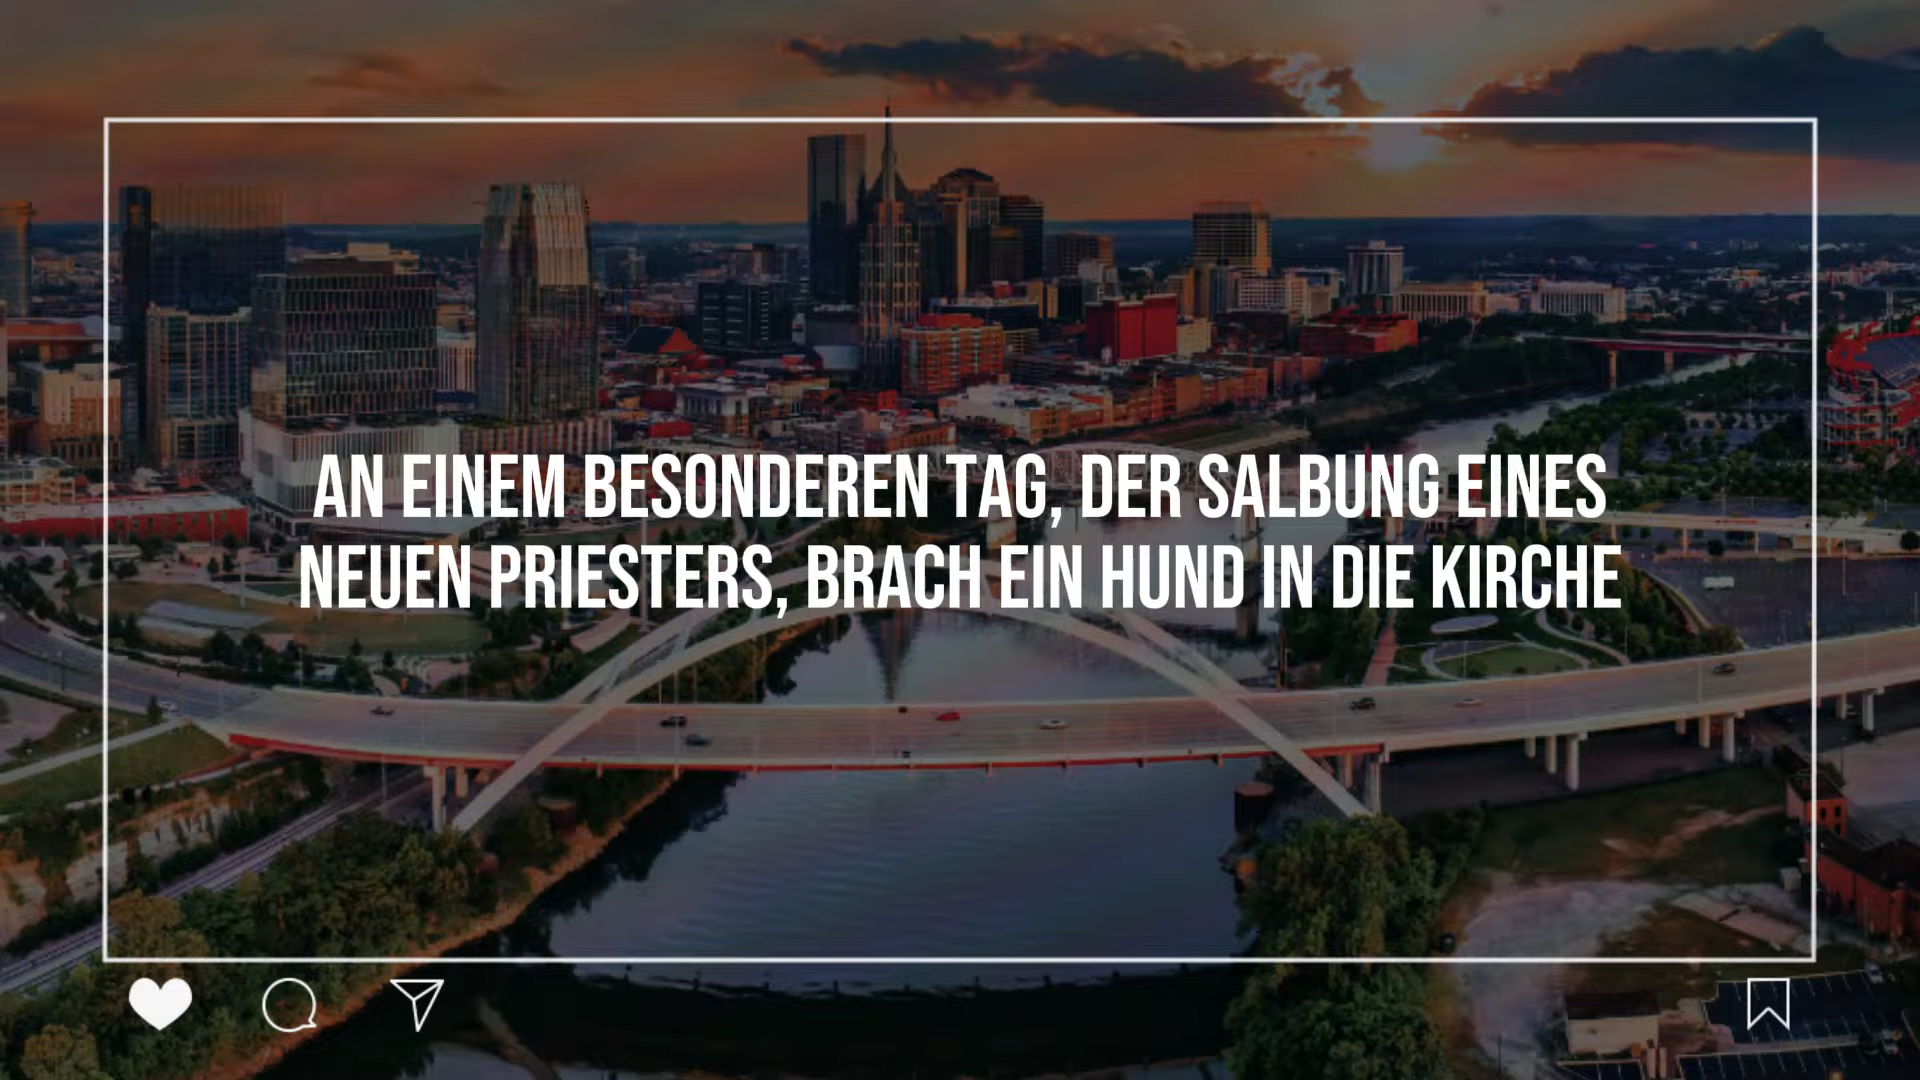 AN EINEM BESONDEREN TAG, DER SALBUNG EINES
NEUEN PRIESTERS, BRACH EIN HUND IN DIE KIRCHE